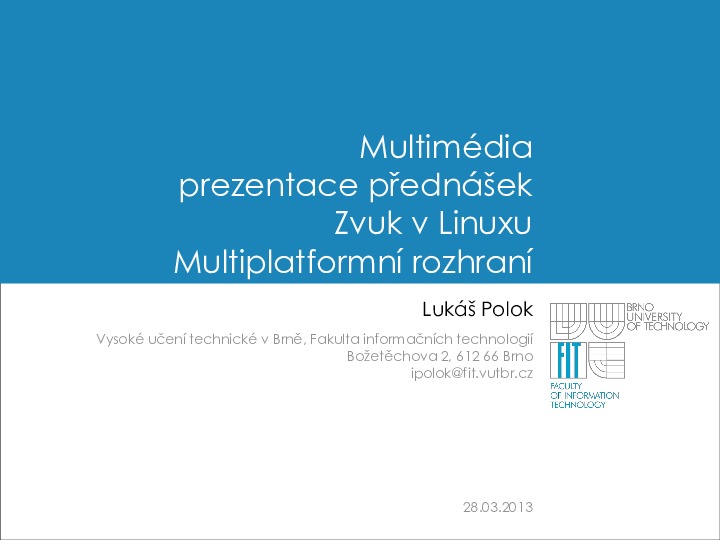 Multimédia
prezentace přednášek
Zvuk v Linuxu
Multiplatformní rozhraní
Lukáš Polok
Vysoké učení technické v Brně, Fakulta informačních technologií
Božetěchova 2, 612 66 Brno
ipolok@fit.vutbr.cz
BRNO
UNIVERSITY
OF TECHNOLOGY
FIT
FACULTY
OF INFORMATION
TECHNOLOGY
28.03.2013